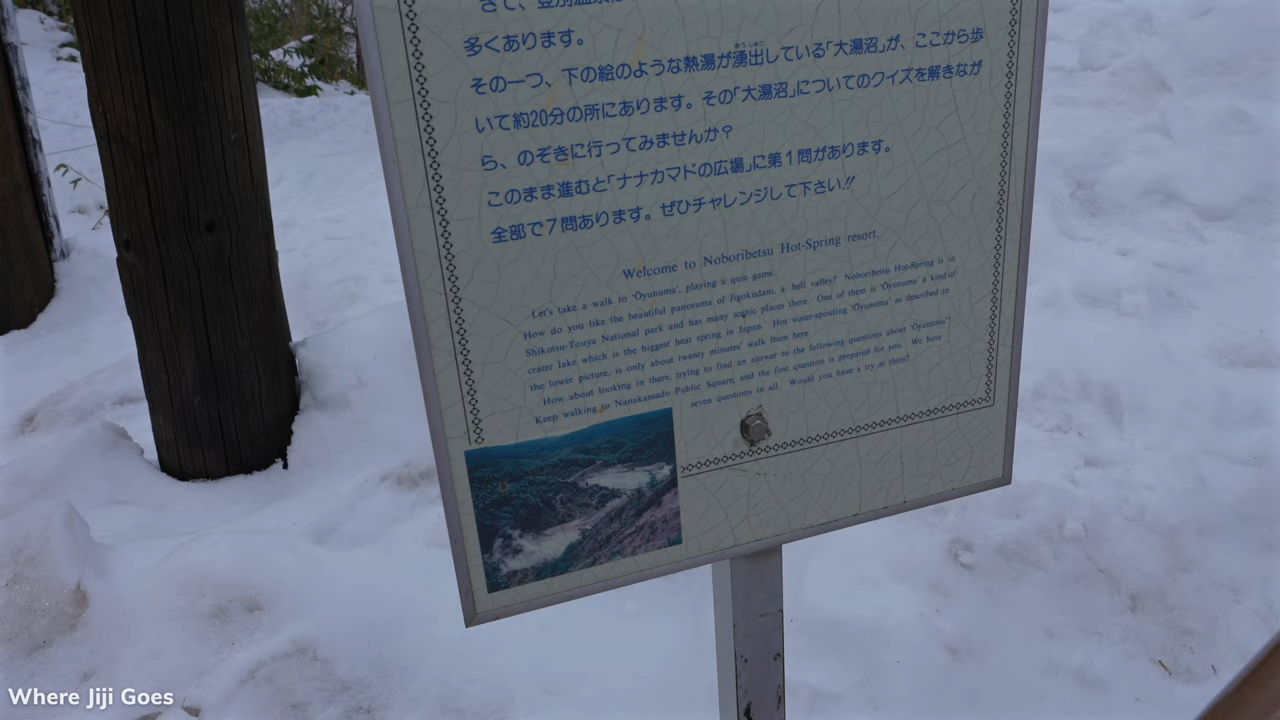 さて、登別温泉
多くあります。
その一つ、下の絵のような熱湯が湧出している「大湯沼」が、ここから歩
いて約20分の所にあります。その「大湯沼」についてのクイズを解きなが
ら、のぞきに行ってみませんか？
このまま進むと「ナナカマドの広場」に第１問があります。
全部で７問あります。ぜひチャレンジして下さい!!
Welcome to Noboribetsu Hot-Spring resort.
Let's take a walk to 'Ōyunuma', playing a quiz game.
How do you like the beautiful panorama of Jigokudani, a hell valley? Noboribetsu Hot-Spring is in
Shikotsu-Touya National park and has many scenic places there. One of them is 'Ōyunuma' a kind of
crater lake which is the biggest heat spring in Japan. Hot water-spouting 'Ōyunuma' as described in
the lower picture, is only about twenty minutes' walk from here.
How about looking in there, trying to find an answer to the following questions about 'Ōyunuma'?
Keep walking to Nanakamado Public Square, and the first question is prepared for you. We have
seven questions in all. Would you have a try at them?
Where Jiji Goes